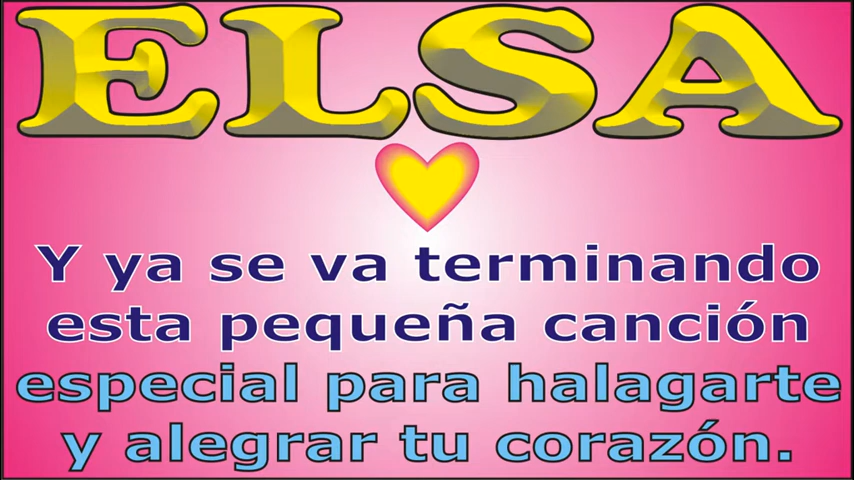 ELSA
Y ya se va terminando
esta pequeña canción
especial para halagarte
y alegrar tu corazón.